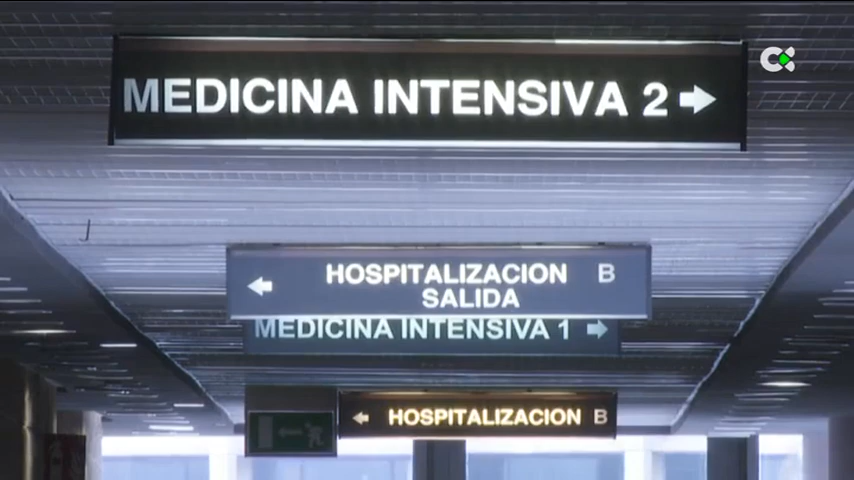 MEDICINA INTENSIVA 2
HOSPITALIZACION B
SALIDA
MEDICINA INTENSIVA 1
HOSPITALIZACION B